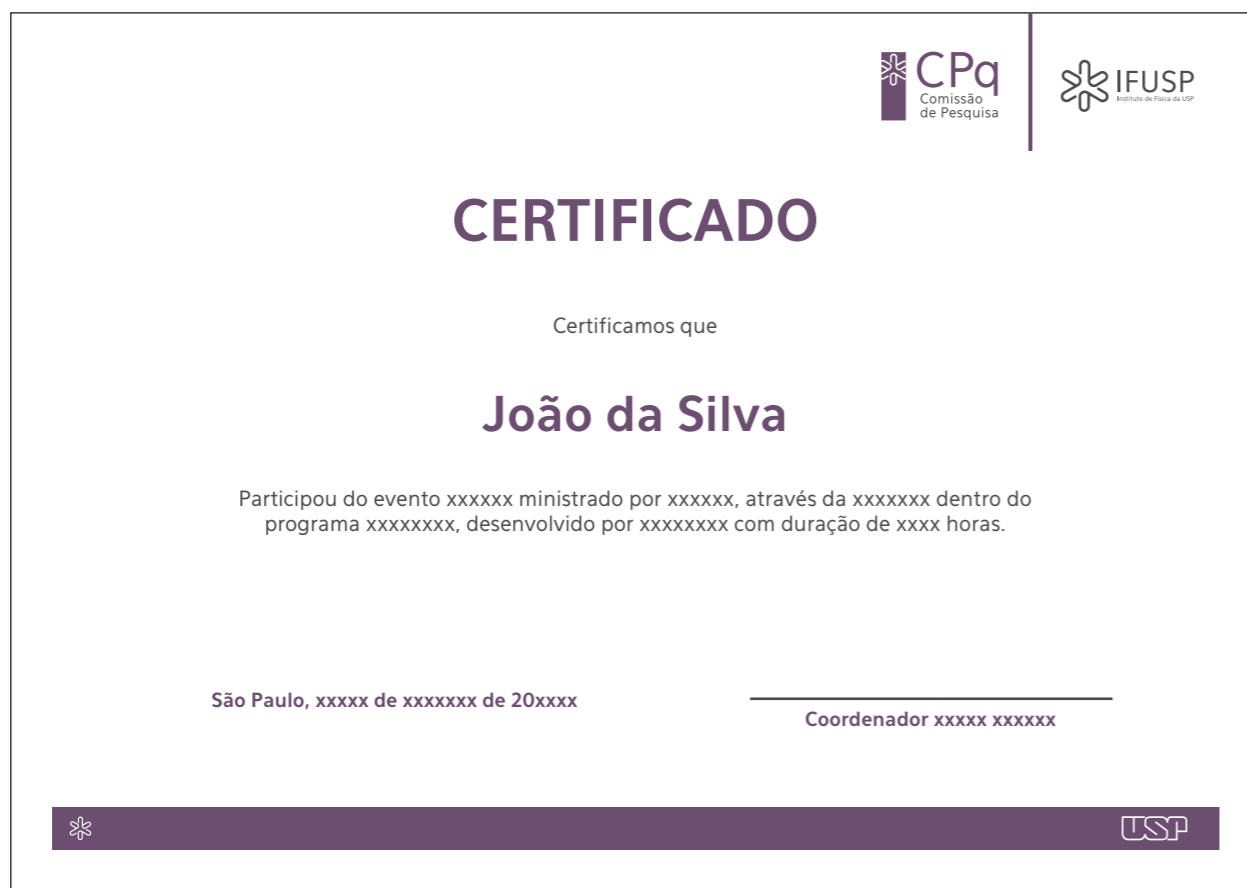 CPq
Comissão
de Pesquisa
IFUSP
Instituto de Física da USP
CERTIFICADO
Certificamos que
João da Silva
Participou do evento xxxxxx ministrado por xxxxxx, através da xxxxxxx dentro do
programa xxxxxxxx, desenvolvido por xxxxxxxx com duração de xxxx horas.
São Paulo, xxxxx de xxxxxxx de 20xxxx
Coordenador xxxxx xxxxxx
USP